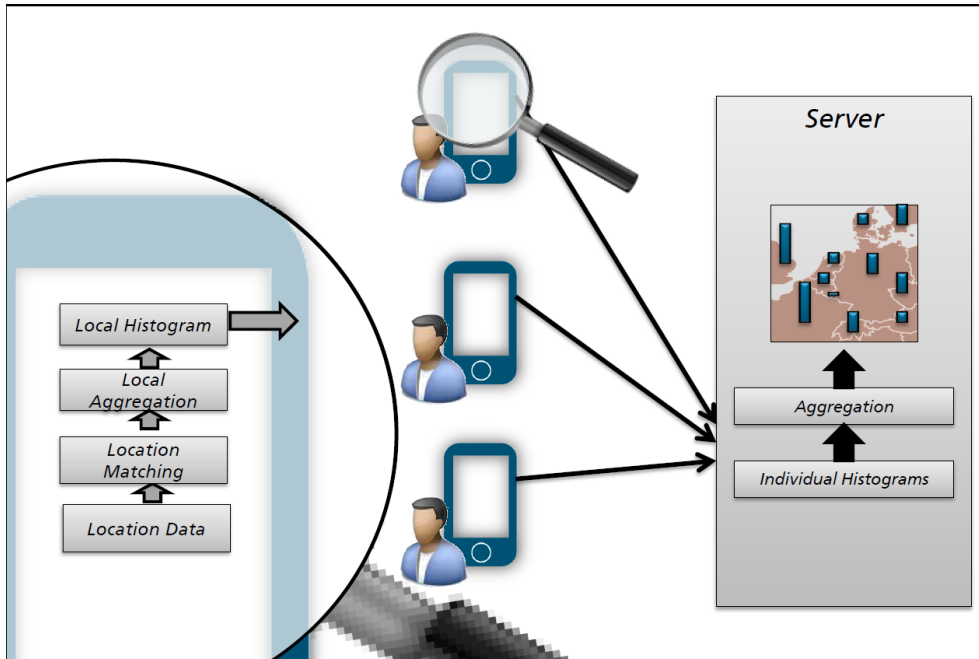 Server
Local Histogram
Local
Aggregation
Location
Matching
Location Data
Aggregation
Individual Histograms